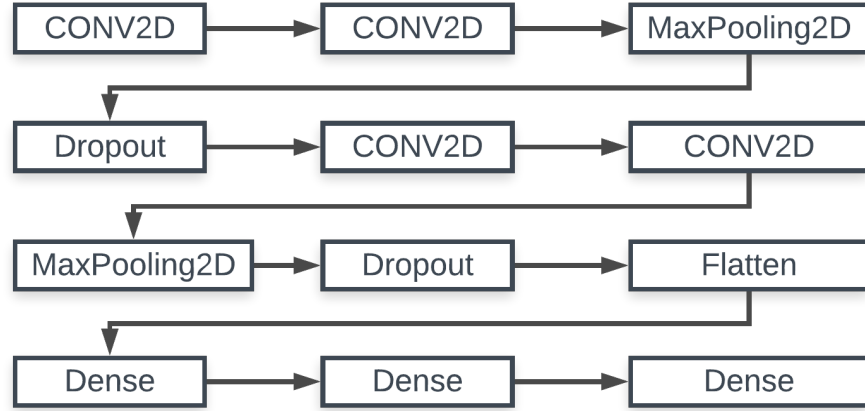 CONV2D
CONV2D
MaxPooling2D
Dropout
CONV2D
CONV2D
MaxPooling2D
Dropout
Flatten
Dense
Dense
Dense